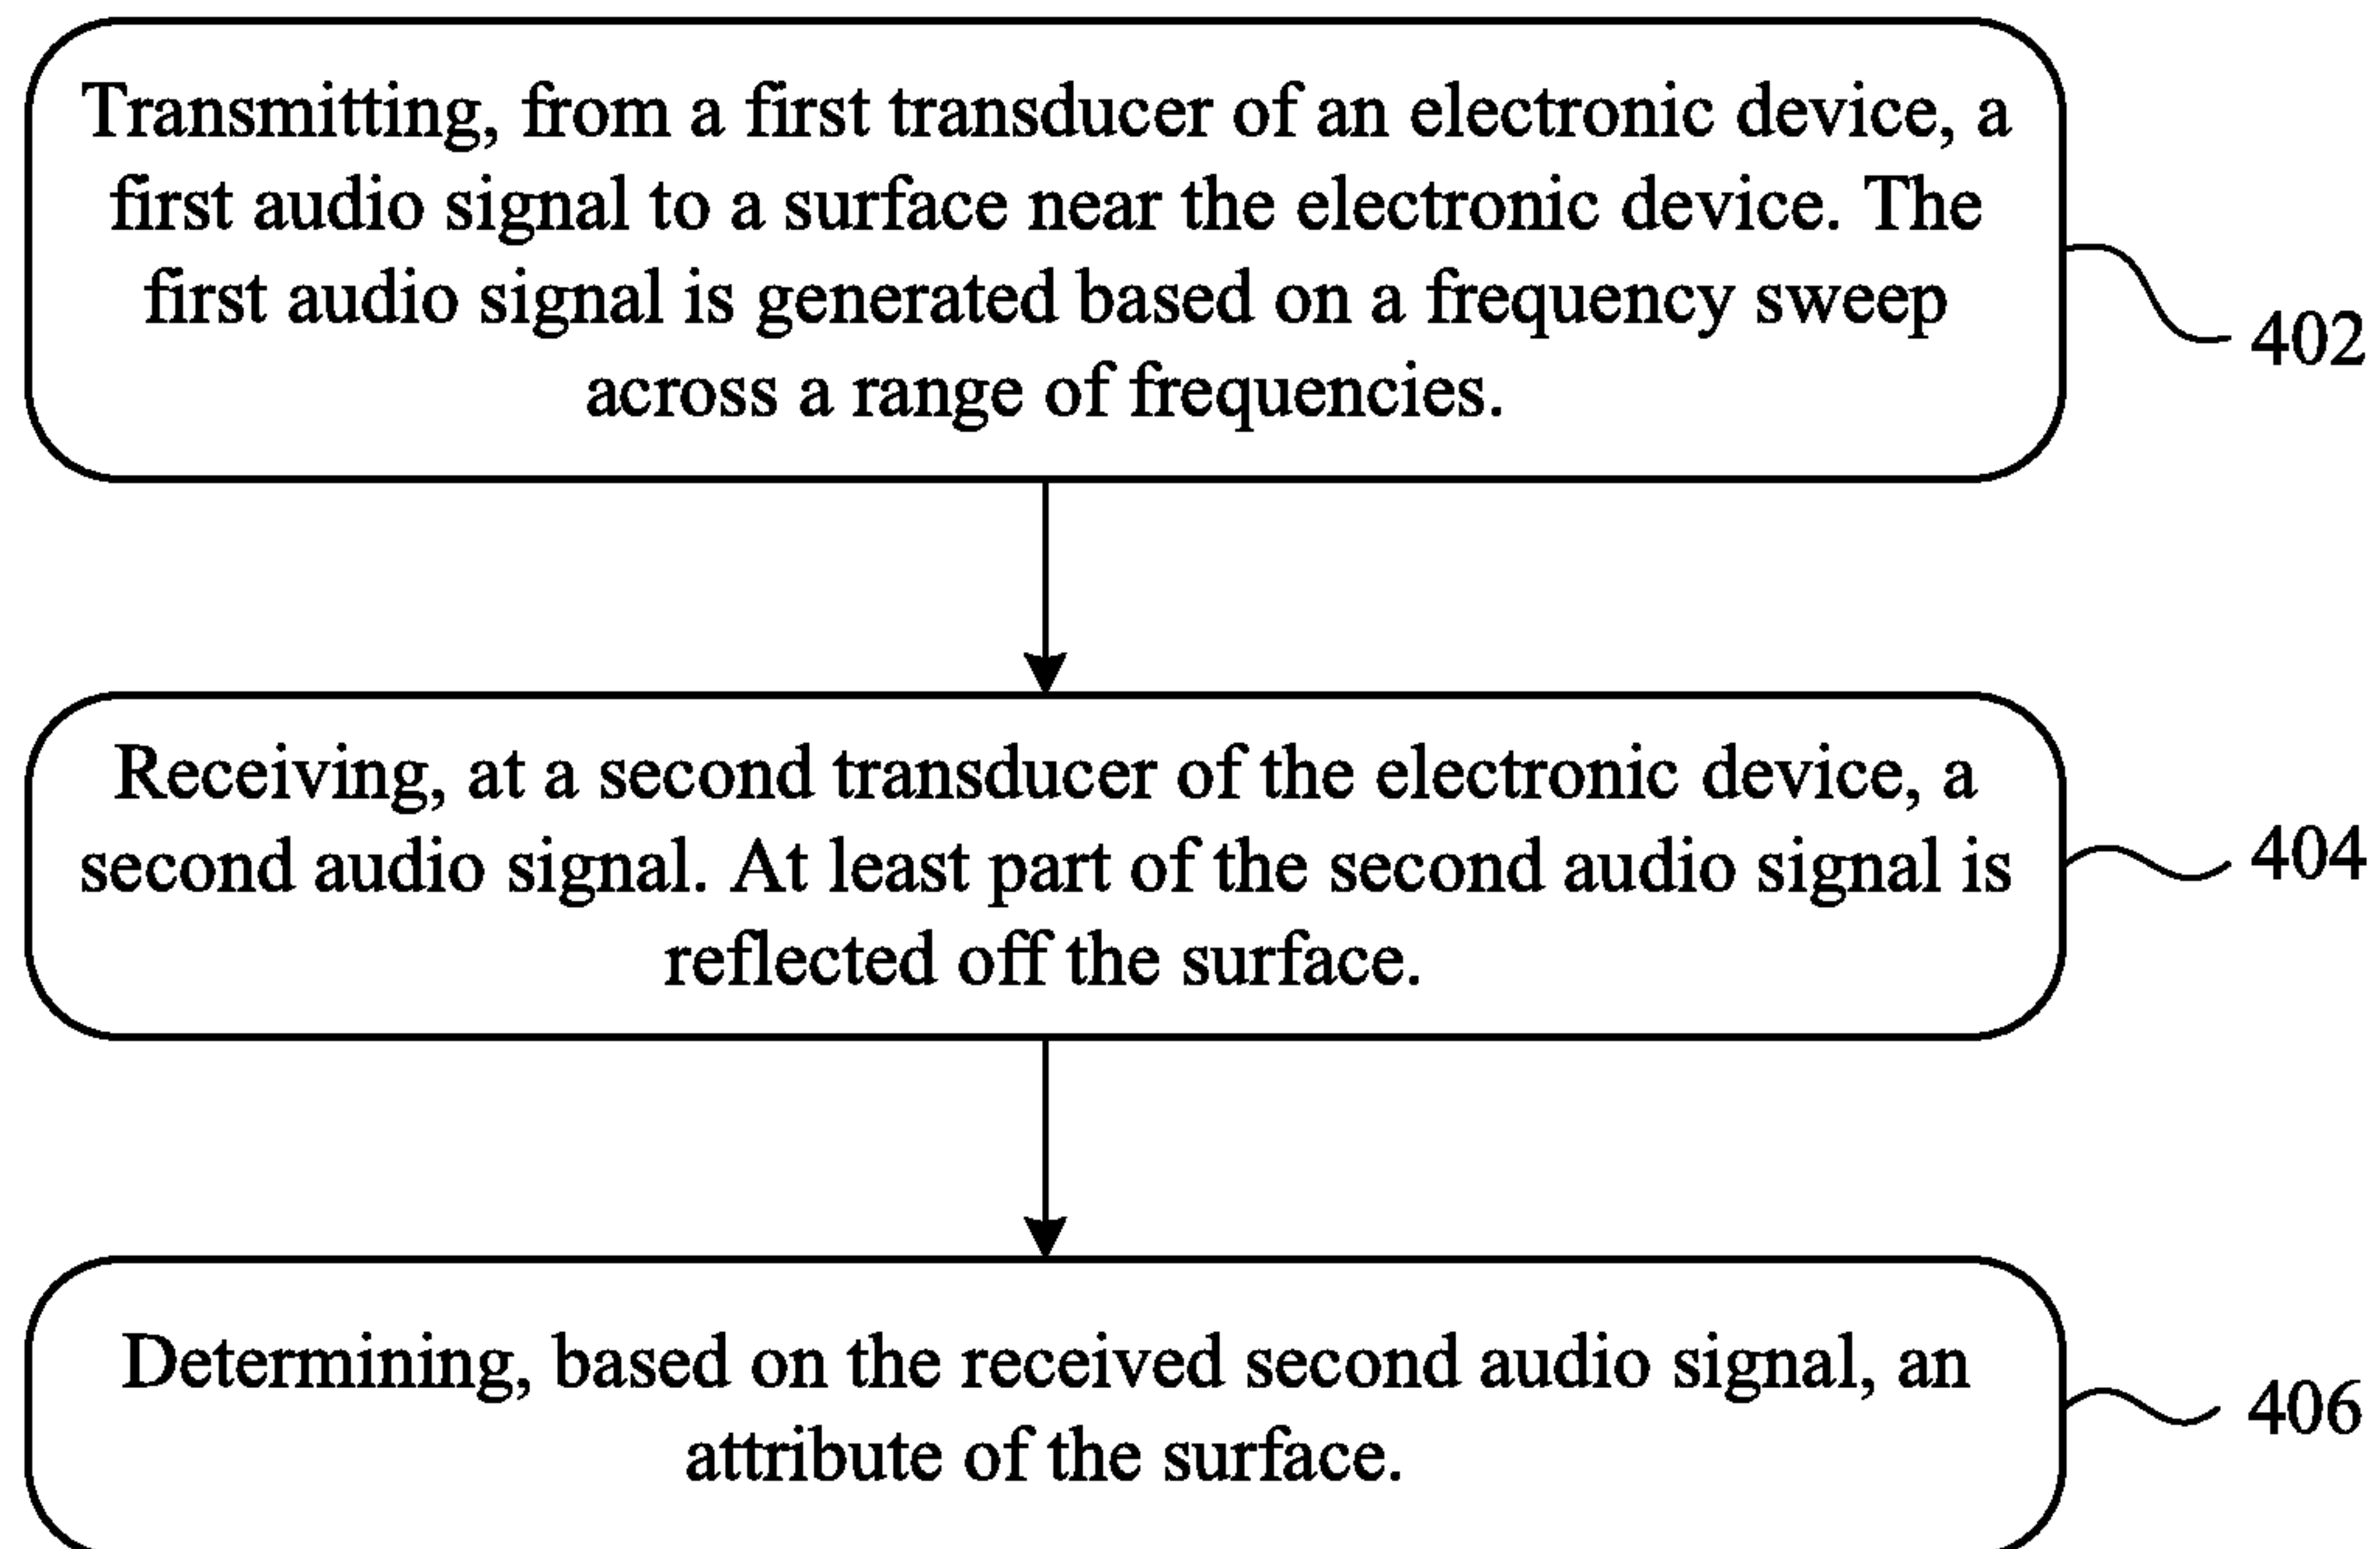 Transmitting, from a first transducer of an electronic device, a
first audio signal to a surface near the electronic device. The
first audio signal is generated based on a frequency sweep
across a range of frequencies.
402
Receiving, at a second transducer of the electronic device, a
second audio signal. At least part of the second audio signal is
reflected off the surface.
404
Determining, based on the received second audio signal, an
attribute of the surface.
406